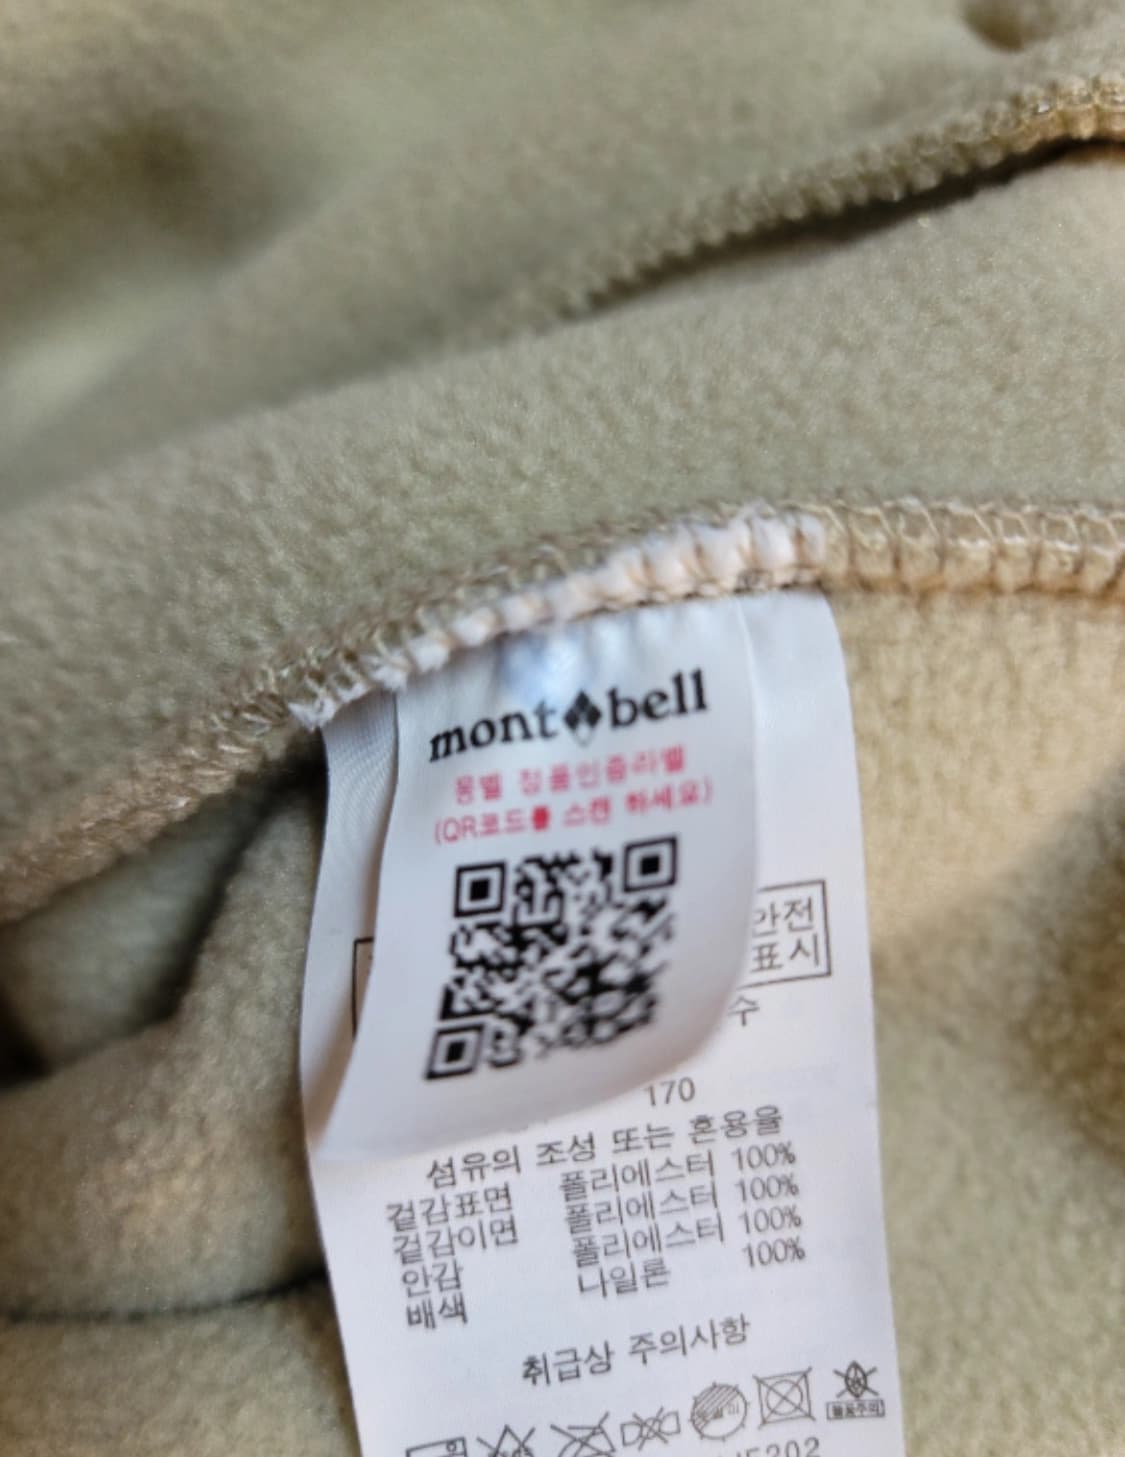 mont bell
몽벨 정품인증라벨
(QR코드를 스캔 하세요)
안전
표시
수
170
섬유의 조성 또는 혼용율
겉감표면 폴리에스터 100%
겉감이면 폴리에스터 100%
안감 폴리에스터 100%
배색 나일론 100%
취급상 주의사항
물포주의